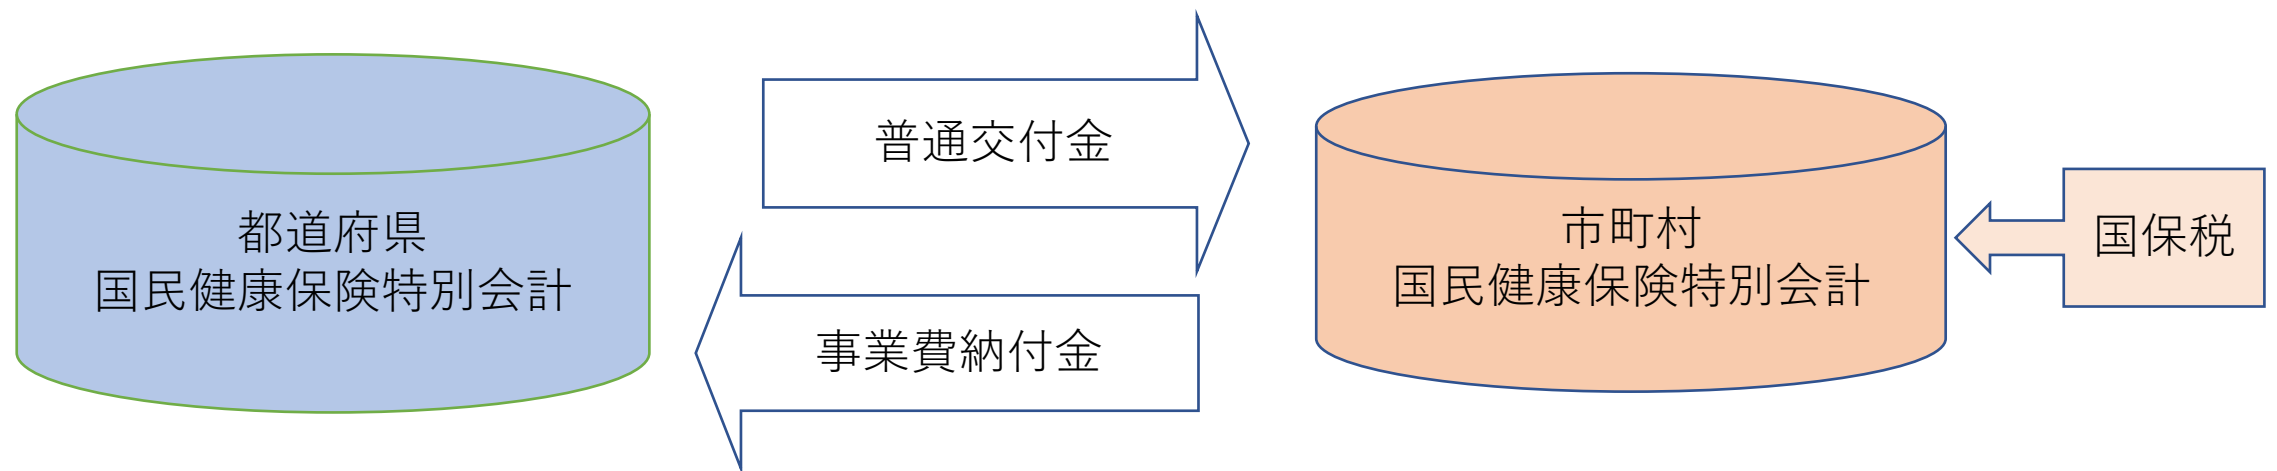 都道府県
国民健康保険特別会計
普通交付金
事業費納付金
市町村
国民健康保険特別会計
国保税